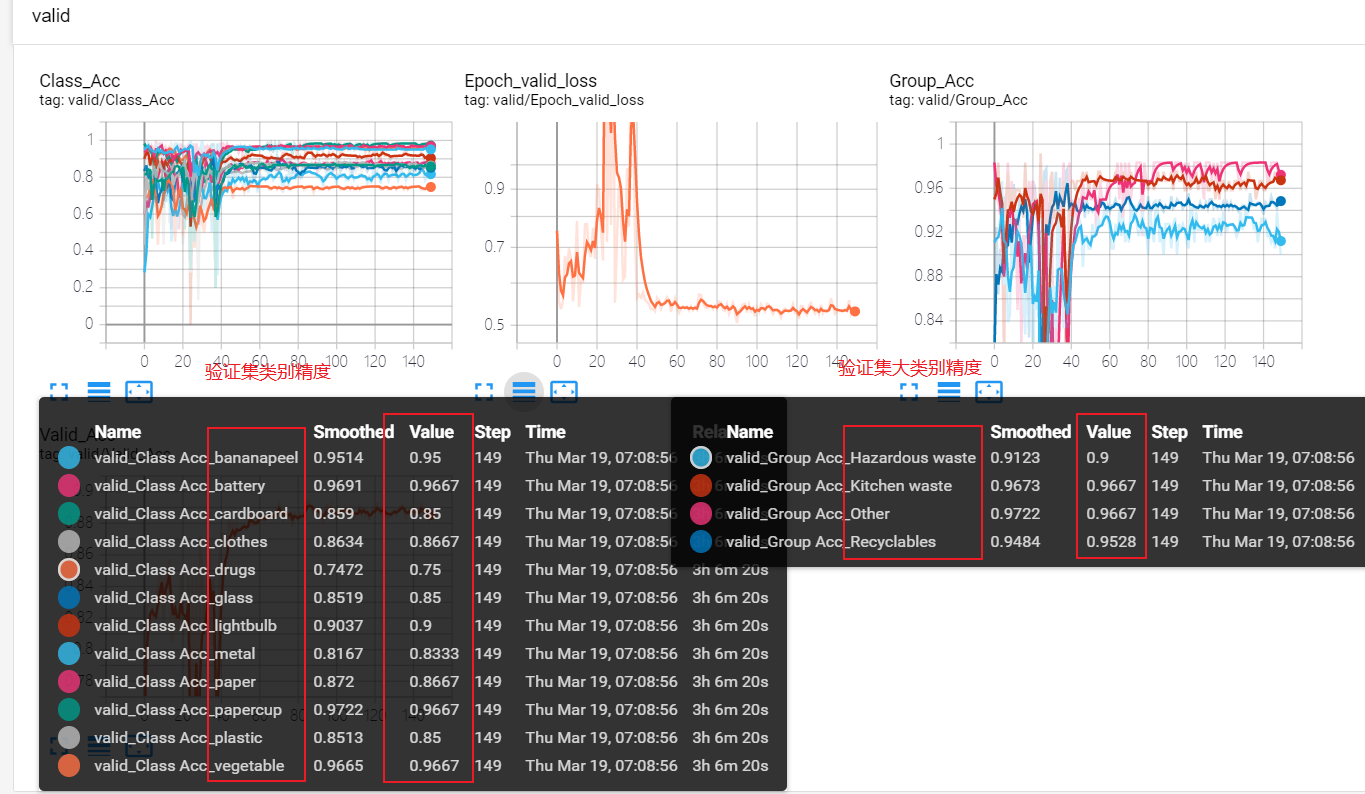 valid
Class_Acc
tag: valid/Class_Acc
1
0.8
0.6
0.4
0.2
0
0 20 40 60 80 100 120 140
Epoch_valid_loss
tag: valid/Epoch_valid_loss
0.9
0.7
0.5
0 20 40 60 80 100 120 140
Group_Acc
tag: valid/Group_Acc
1
0.96
0.92
0.88
0.84
0 20 40 60 80 100 120 140
验证集类别精度
验证集大类别精度
Name Smoothed Value Step Time
valid_Class Acc_bananapeel 0.9514 0.95 149 Thu Mar 19, 07:08:56
valid_Class Acc_battery 0.9691 0.9667 149 Thu Mar 19, 07:08:56
valid_Class Acc_cardboard 0.859 0.85 149 Thu Mar 19, 07:08:56
valid_Class Acc_clothes 0.8634 0.8667 149 Thu Mar 19, 07:08:56
valid_Class Acc_drugs 0.7472 0.75 149 Thu Mar 19, 07:08:56 3h 6m 20s
valid_Class Acc_glass 0.8519 0.85 149 Thu Mar 19, 07:08:56 3h 6m 20s
valid_Class Acc_lightbulb 0.9037 0.9 149 Thu Mar 19, 07:08:56 3h 6m 20s
valid_Class Acc_metal 0.8167 0.8333 149 Thu Mar 19, 07:08:56 3h 6m 20s
valid_Class Acc_paper 0.872 0.8667 149 Thu Mar 19, 07:08:56 3h 6m 20s
valid_Class Acc_papercup 0.9722 0.9667 149 Thu Mar 19, 07:08:56 3h 6m 20s
valid_Class Acc_plastic 0.8513 0.85 149 Thu Mar 19, 07:08:56 3h 6m 20s
valid_Class Acc_vegetable 0.9665 0.9667 149 Thu Mar 19, 07:08:56 3h 6m 20s
Name Smoothed Value Step Time
valid_Group Acc_Hazardous waste 0.9123 0.9 149 Thu Mar 19, 07:08:56
valid_Group Acc_Kitchen waste 0.9673 0.9667 149 Thu Mar 19, 07:08:56
valid_Group Acc_Other 0.9722 0.9667 149 Thu Mar 19, 07:08:56
valid_Group Acc_Recyclables 0.9484 0.9528 149 Thu Mar 19, 07:08:56